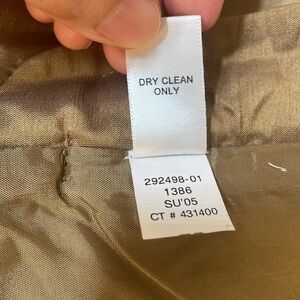 DRY CLEAN
ONLY
292498-01
1386
SU'05
CT # 431400